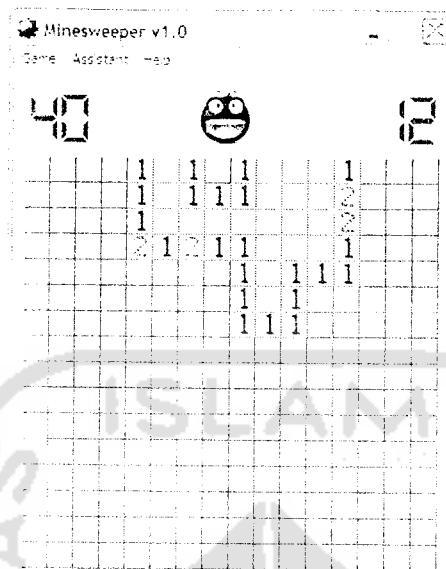 Minesweeper v1.0
Game Assistant Help
40 12
1 1 1 1
1 1 1 1 2
1 2
2 1 2 1 1 1
1 1 1 1
1 1
1 1 1
ISLAM